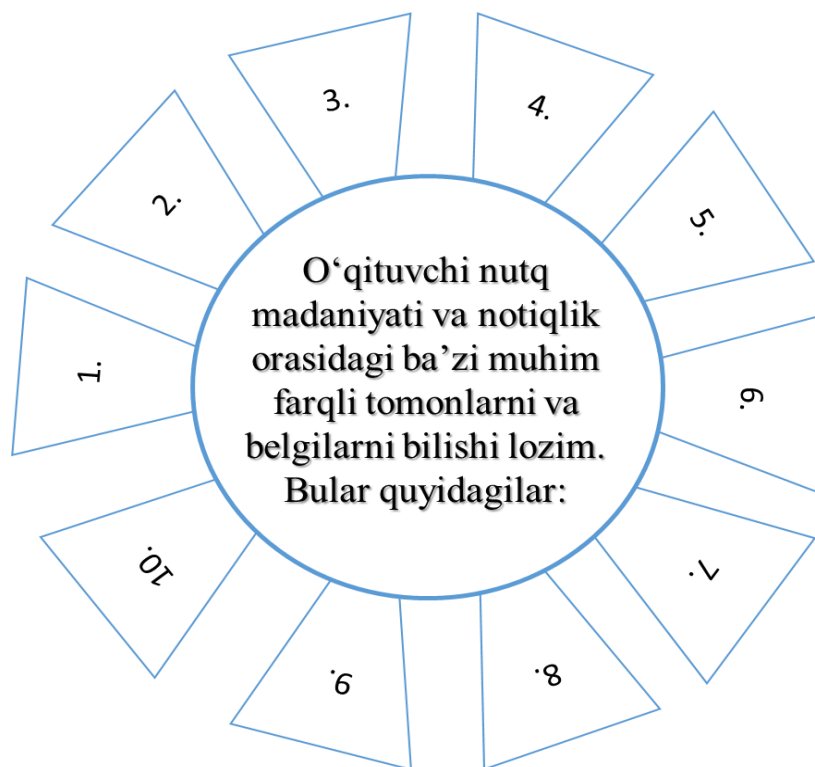 1.
2.
3.
4.
5.
6.
7.
8.
9.
10.
O‘qituvchi nutq
madaniyati va notiqlik
orasidagi ba’zi muhim
farqli tomonlarni va
belgilarni bilishi lozim.
Bular quyidagilar: